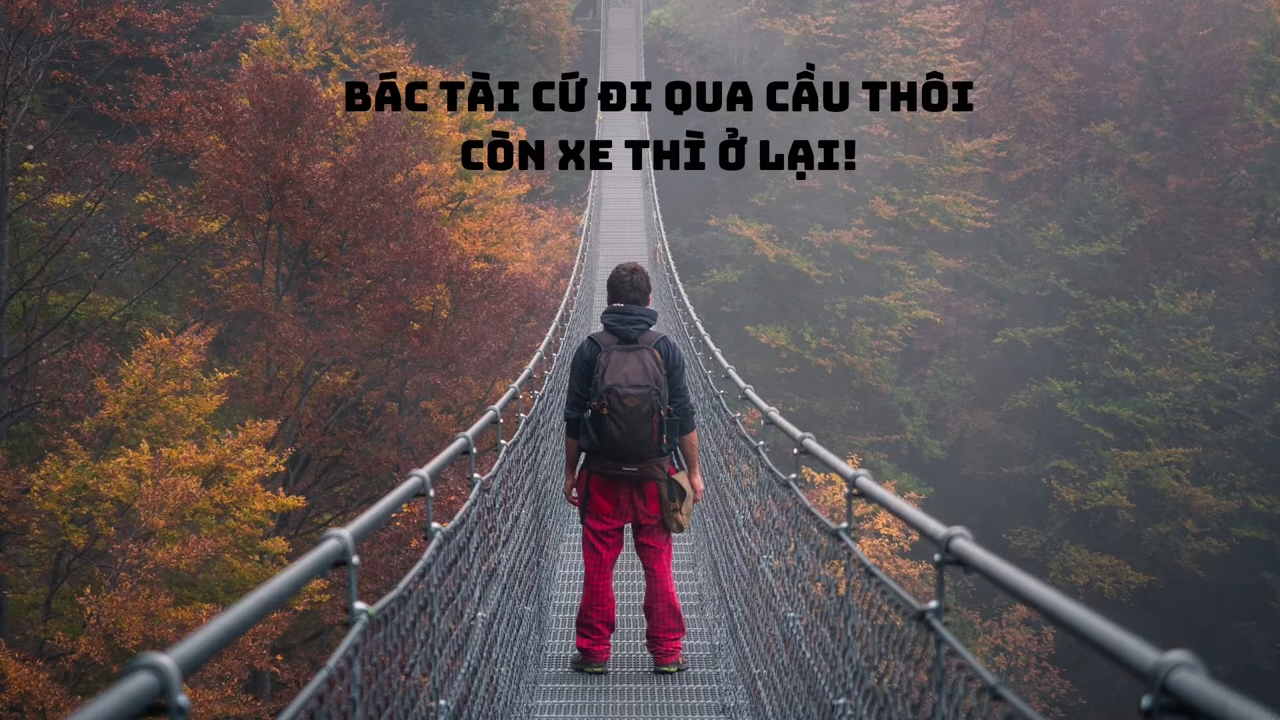 BÁC TÀI CỨ ĐI QUA CẦU THÔI
CÒN XE THÌ Ở LẠI!